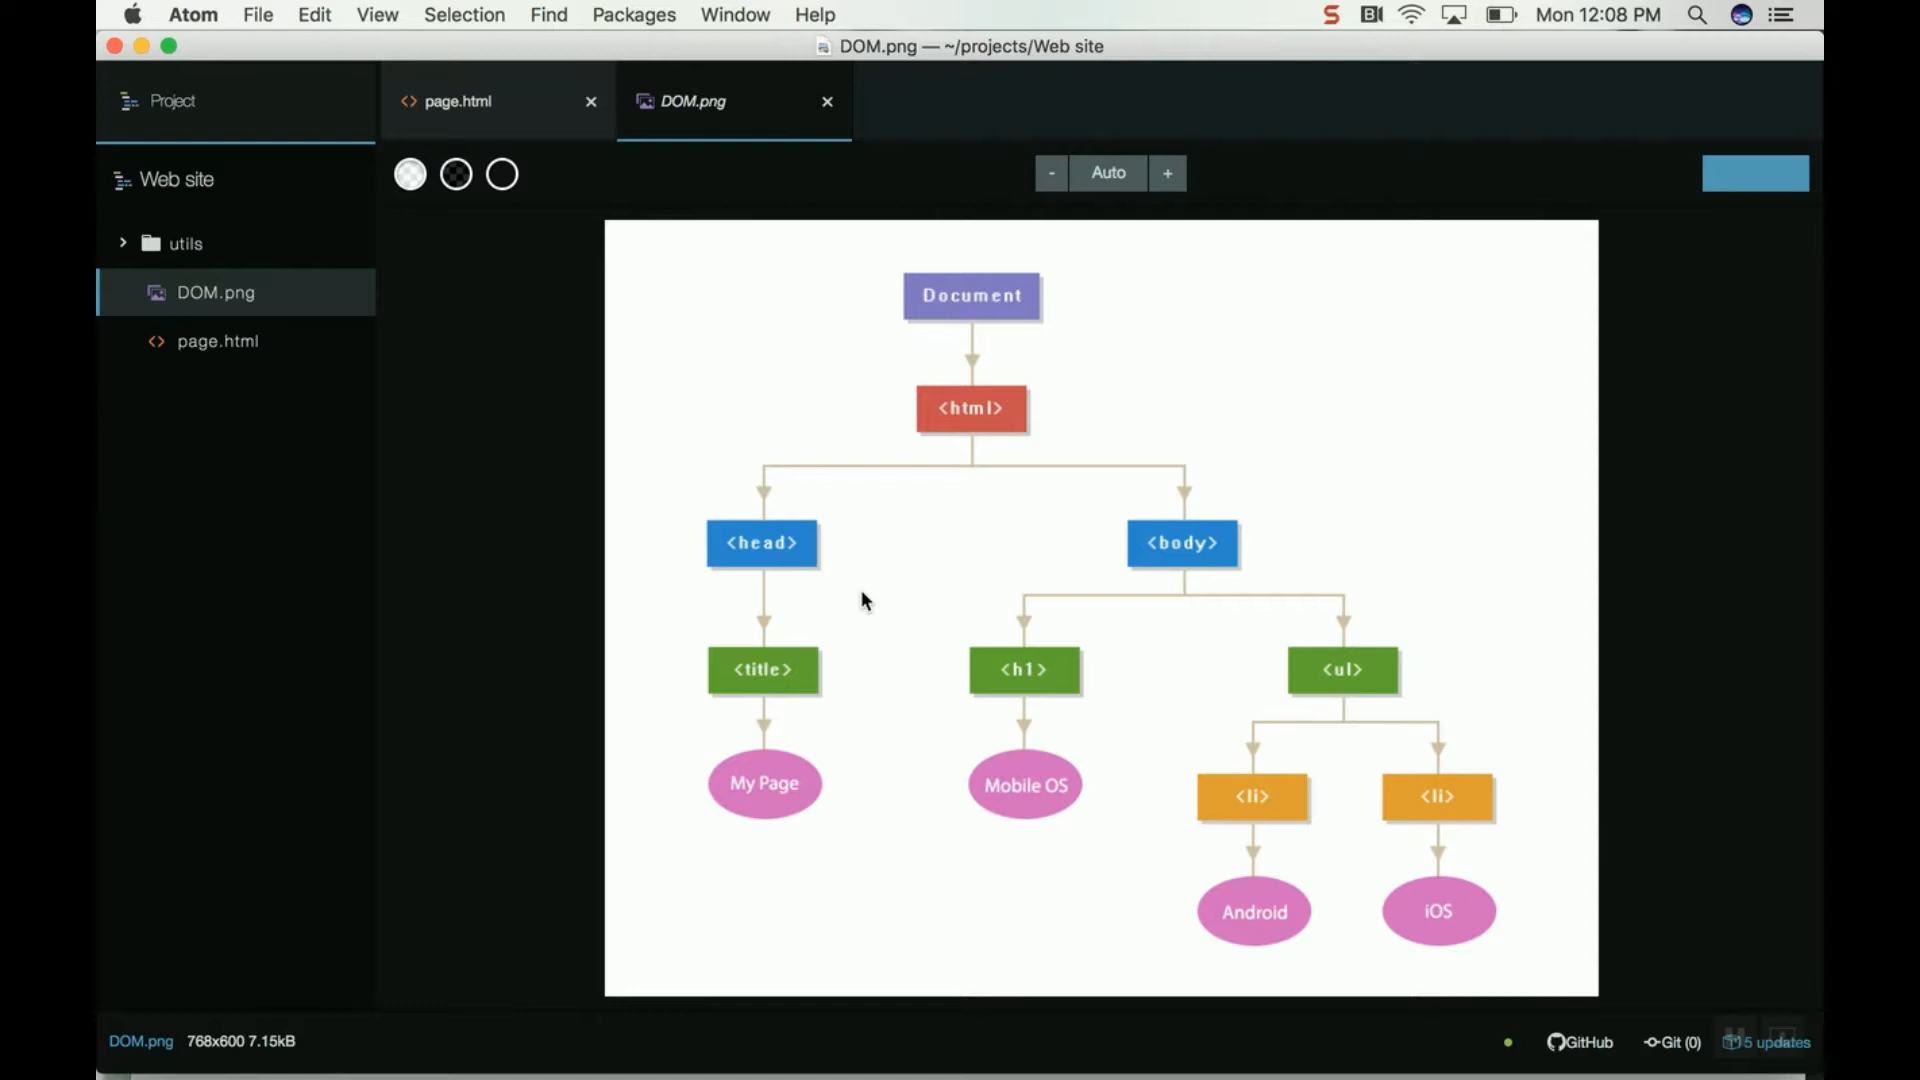 Atom File Edit View Selection Find Packages Window Help Mon 12:08 PM
DOM.png — ~/projects/Web site
Project
page.html
DOM.png
Web site
- Auto +
utils
DOM.png
page.html
Document
<html>
<head> <body>
<title> <h1> <ul>
My Page Mobile OS
<li> <li>
Android iOS
DOM.png 768x600 7.15kB
GitHub Git (0) 5 updates